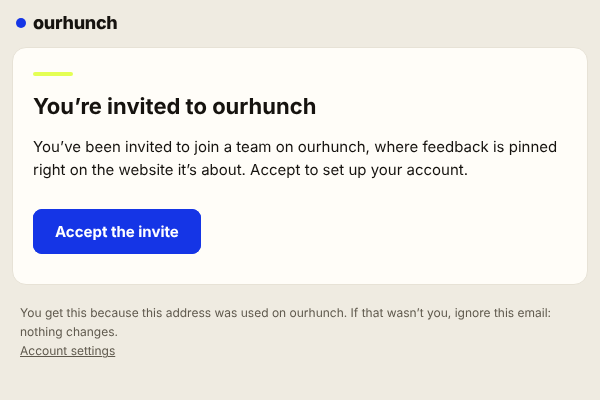 ourhunch
You’re invited to ourhunch
You’ve been invited to join a team on ourhunch, where feedback is pinned
right on the website it’s about. Accept to set up your account.
Accept the invite
You get this because this address was used on ourhunch. If that wasn’t you, ignore this email:
nothing changes.
Account settings